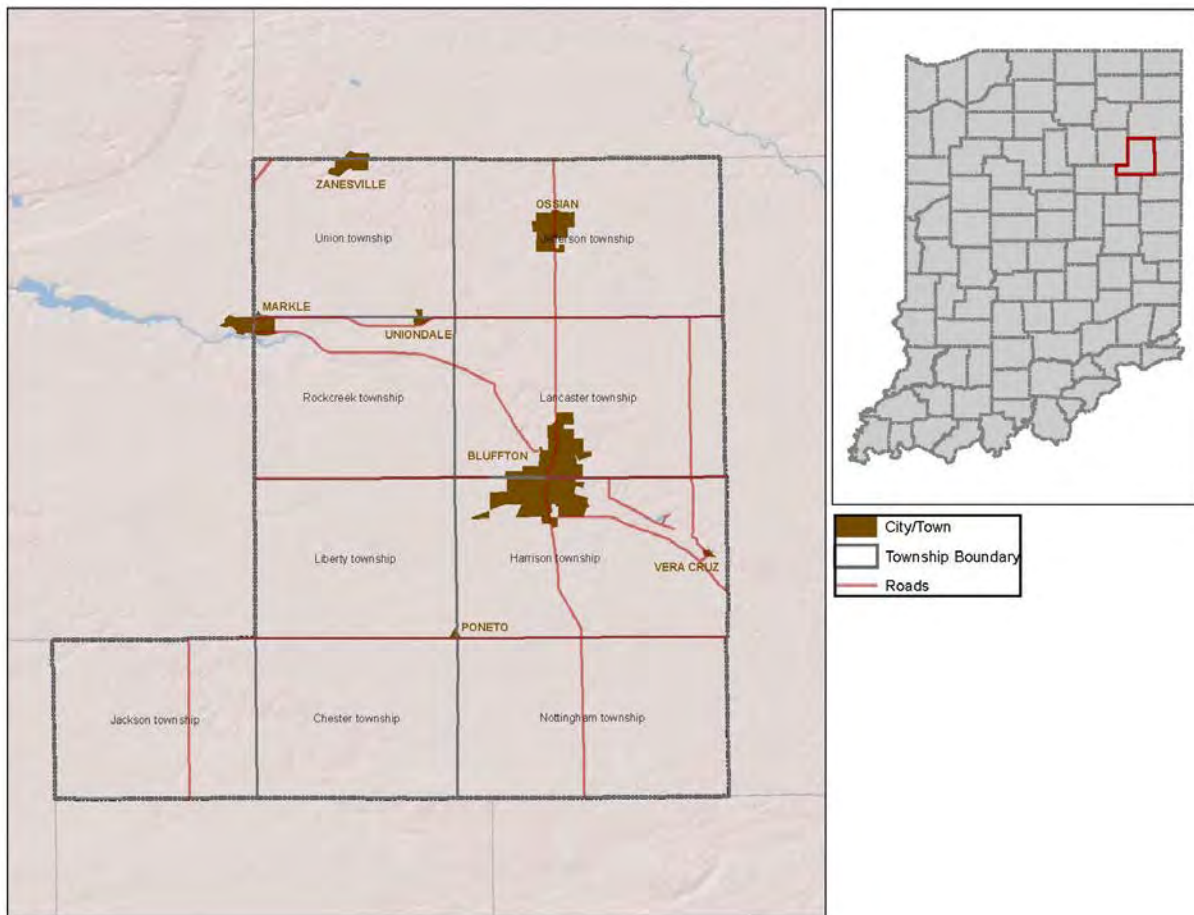 ZANESVILLE
OSSIAN
Union township
Jefferson township
MARKLE
UNIONDALE
Rockcreek township
Lancaster township
BLUFFTON
Liberty township
Harrison township
VERA CRUZ
PONETO
Jackson township
Chester township
Nottingham township
City/Town
Township Boundary
Roads